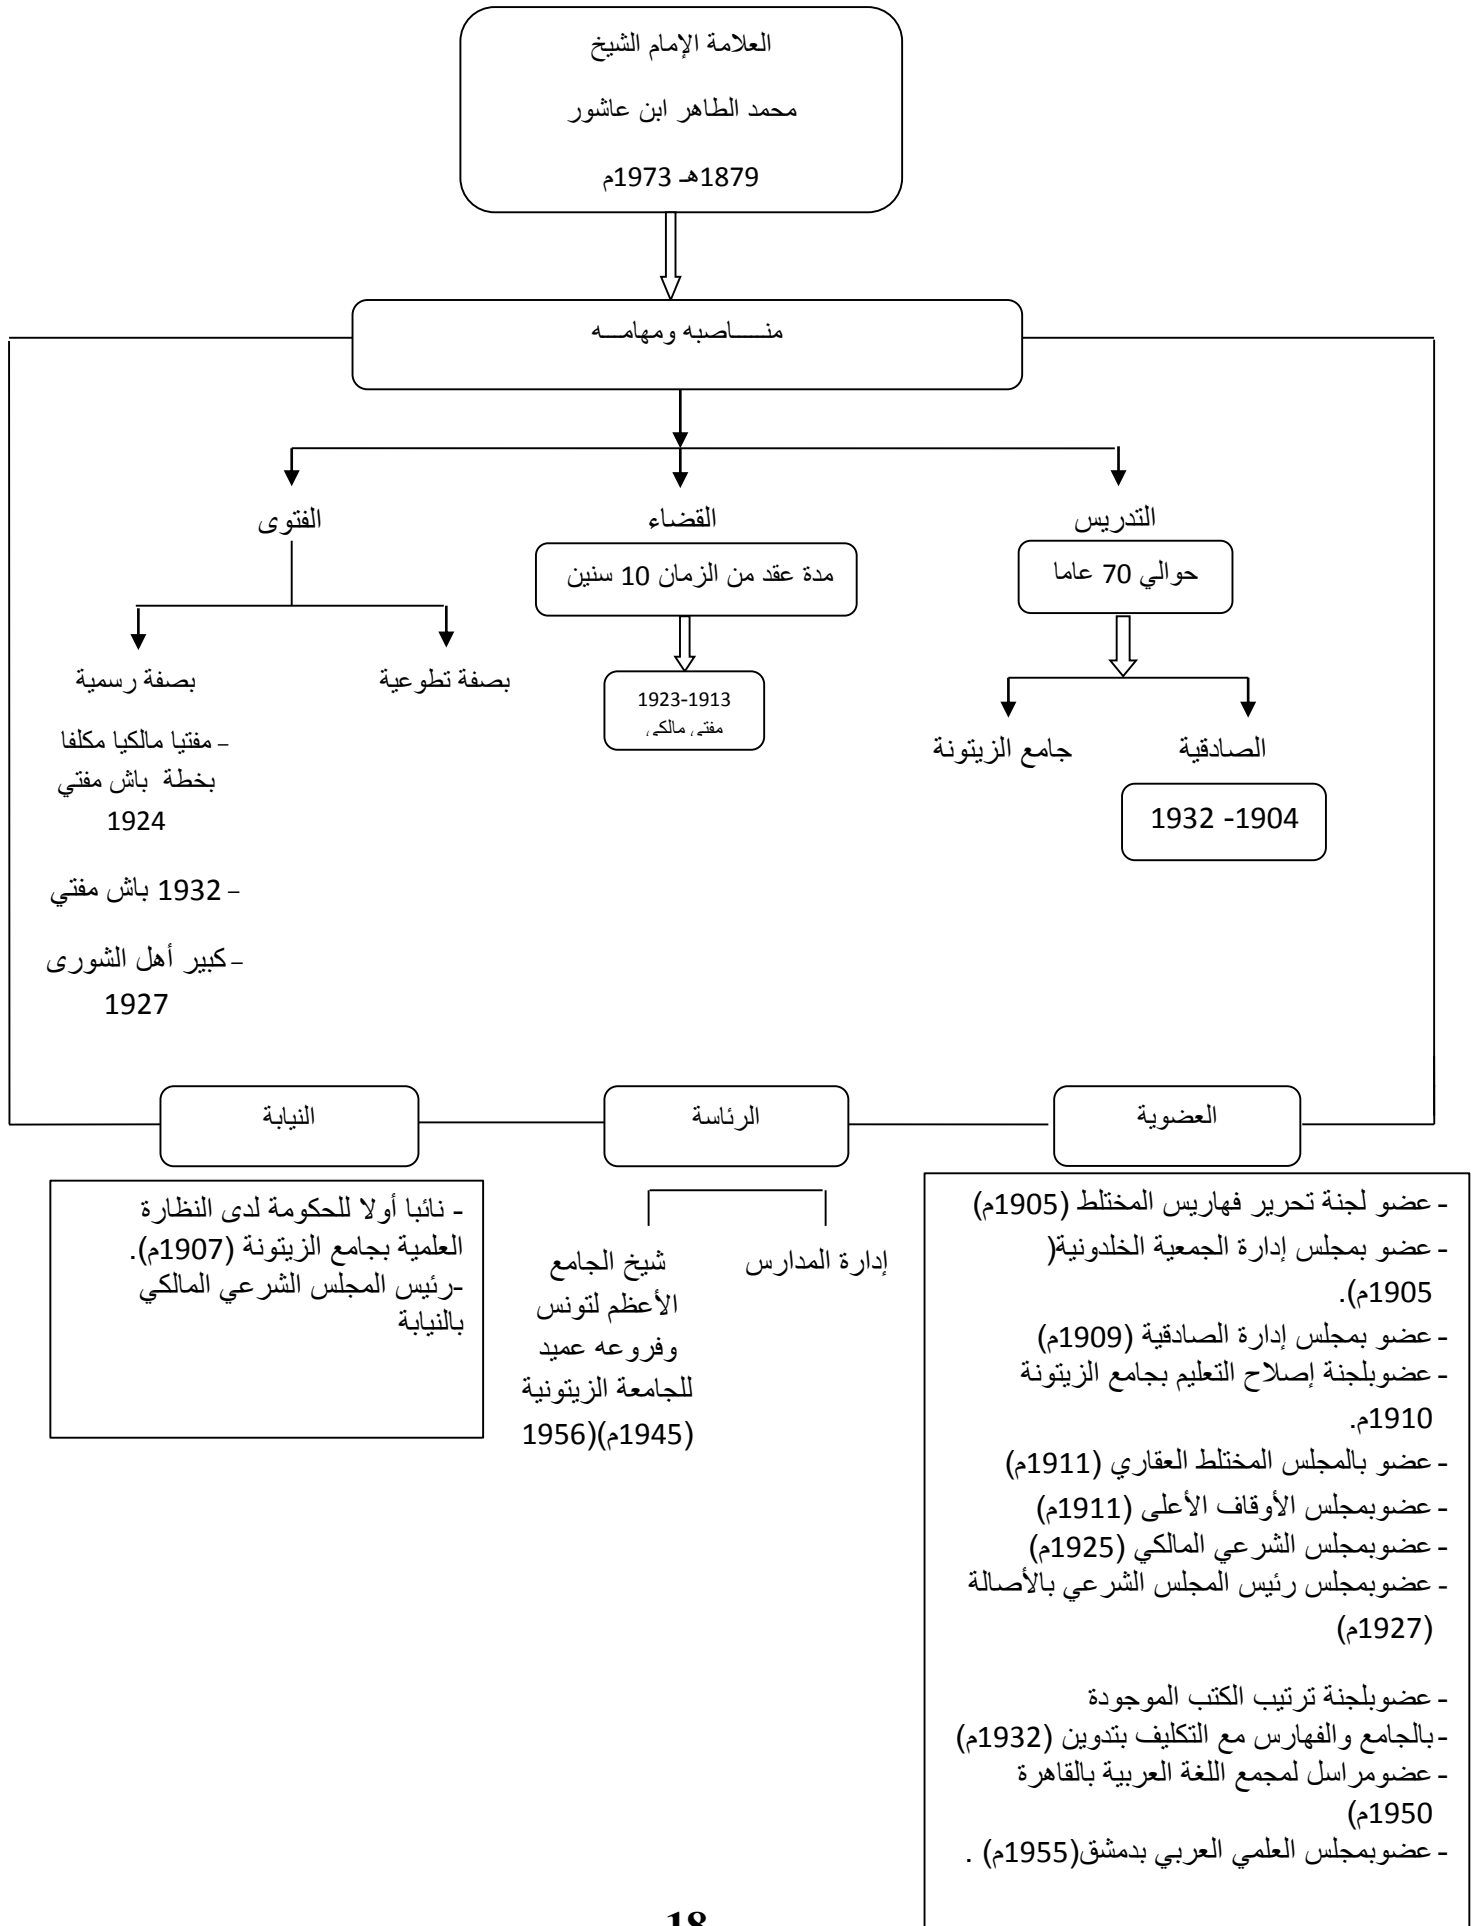 العلامة الإمام الشيخ
محمد الطاهر ابن عاشور
1879هـ 1973م
منـــــاصبه ومهامـــه
التدريس
القضاء
الفتوى
حوالي 70 عاما
مدة عقد من الزمان 10 سنين
1923-1913
مفتي مالكي
بصفة تطوعية
بصفة رسمية
الصادقية
جامع الزيتونة
1904- 1932
- مفتيا مالكيا مكلفا
بخطة باش مفتي
1924
- 1932 باش مفتي
- كبير أهل الشورى
1927
العضوية
الرئاسة
النيابة
- عضو لجنة تحرير فهاريس المختلط (1905م)
- عضو بمجلس إدارة الجمعية الخلدونية(
1905م).
- عضو بمجلس إدارة الصادقية (1909م)
- عضوبلجنة إصلاح التعليم بجامع الزيتونة
1910م.
- عضو بالمجلس المختلط العقاري (1911م)
- عضوبمجلس الأوقاف الأعلى (1911م)
- عضوبمجلس الشرعي المالكي (1925م)
- عضوبمجلس رئيس المجلس الشرعي بالأصالة
(1927م)
- عضوبلجنة ترتيب الكتب الموجودة
- بالجامع والفهارس مع التكليف بتدوين (1932م)
- عضومراسل لمجمع اللغة العربية بالقاهرة
1950م)
- عضوبمجلس العلمي العربي بدمشق(1955م) .
إدارة المدارس
شيخ الجامع
الأعظم لتونس
وفروعه عميد
للجامعة الزيتونية
(1945م)(1956
- نائبا أولا للحكومة لدى النظارة
العلمية بجامع الزيتونة (1907م).
-رئيس المجلس الشرعي المالكي
بالنيابة
18